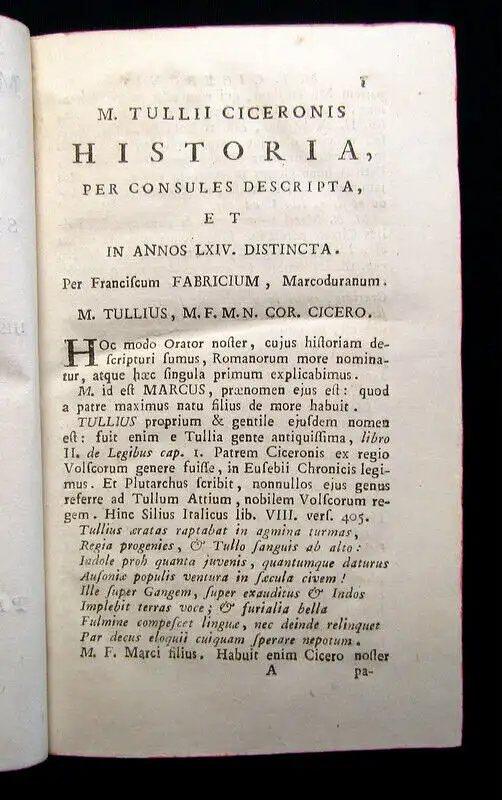 M. TULLII CICERONIS
HISTORIA,
PER CONSULES DESCRIPTA,
ET
IN ANNOS LXIV. DISTINCTA.
Per Franciſcum FABRICIUM, Marcoduranum.
M. TULLIUS, M. F. M. N. COR. CICERO.
HOc modo Orator noſter, cujus hiſtoriam de-
ſcripturi ſumus, Romanorum more nomina-
tur, atque hæc ſingula primum explicabimus.
M. id eſt MARCUS, prænomen ejus eſt: quod
a patre maximus natu filius de more habuit.
TULLIUS proprium & gentile ejuſdem nomen
eſt: fuit enim e Tullia gente antiquiſſima, libro
II. de Legibus cap. 1. Patrem Ciceronis ex regio
Volſcorum genere fuiſſe, in Euſebii Chronicis legi-
mus. Et Plutarchus ſcribit, nonnullos ejus genus
referre ad Tullum Attium, nobilem Volſcorum re-
gem. Hinc Silius Italicus lib. VIII. verſ. 405.
Tullius æratas raptabat in agmina turmas,
Regia progenies, & Tullo ſanguis ab alto:
Indole proh quanta juvenis, quantumque daturus
Auſoniæ populis ventura in ſæcula civem!
Ille ſuper Gangem, ſuper exauditus & Indos
Implebit terras voce; & furialia bella
Fulmine compeſcet linguæ, nec deinde relinquet
Par decus eloquii cuiquam ſperare nepotum.
M. F. Marci filius. Habuit enim Cicero noſter
A pa-